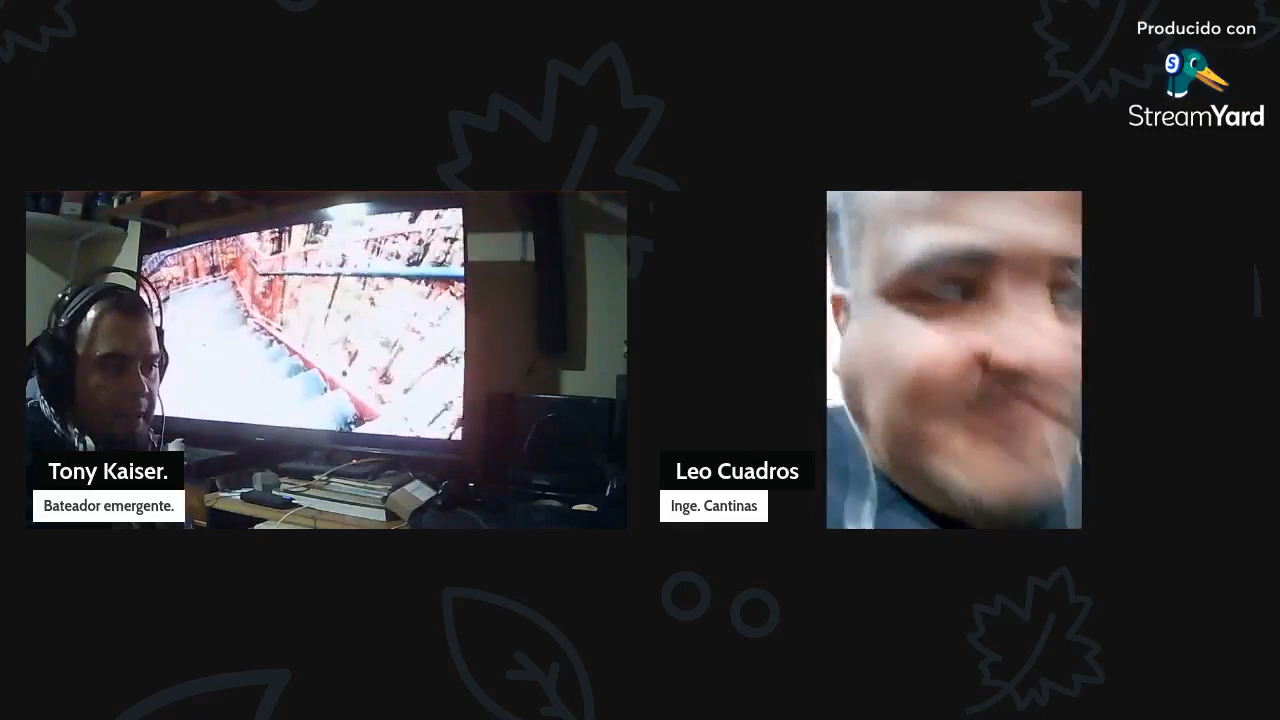 Producido con
StreamYard
Tony Kaiser.
Bateador emergente.
Leo Cuadros
Inge. Cantinas